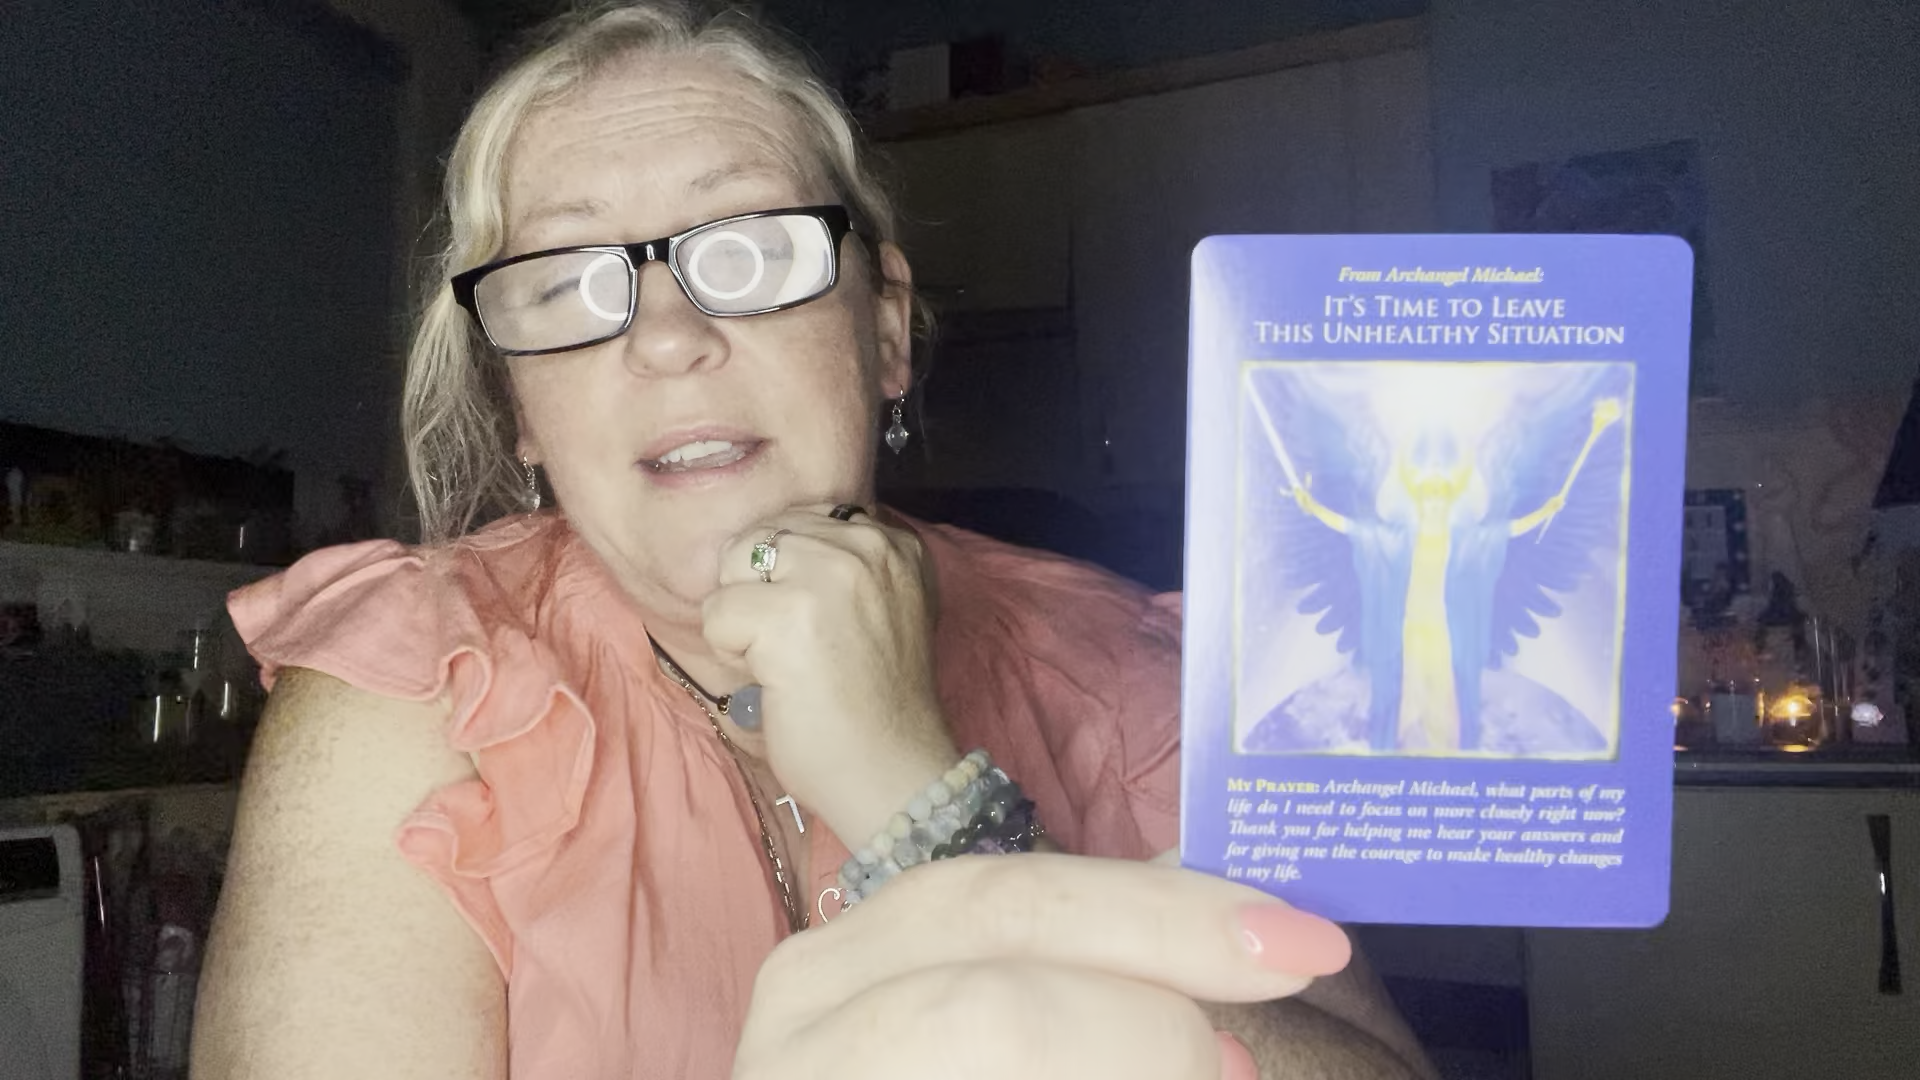 From Archangel Michael:
IT'S TIME TO LEAVE
THIS UNHEALTHY SITUATION
MY PRAYER: Archangel Michael, what parts of my
life do I need to focus on more closely right now?
Thank you for helping me hear your answers and
for giving me the courage to make healthy changes
in my life.